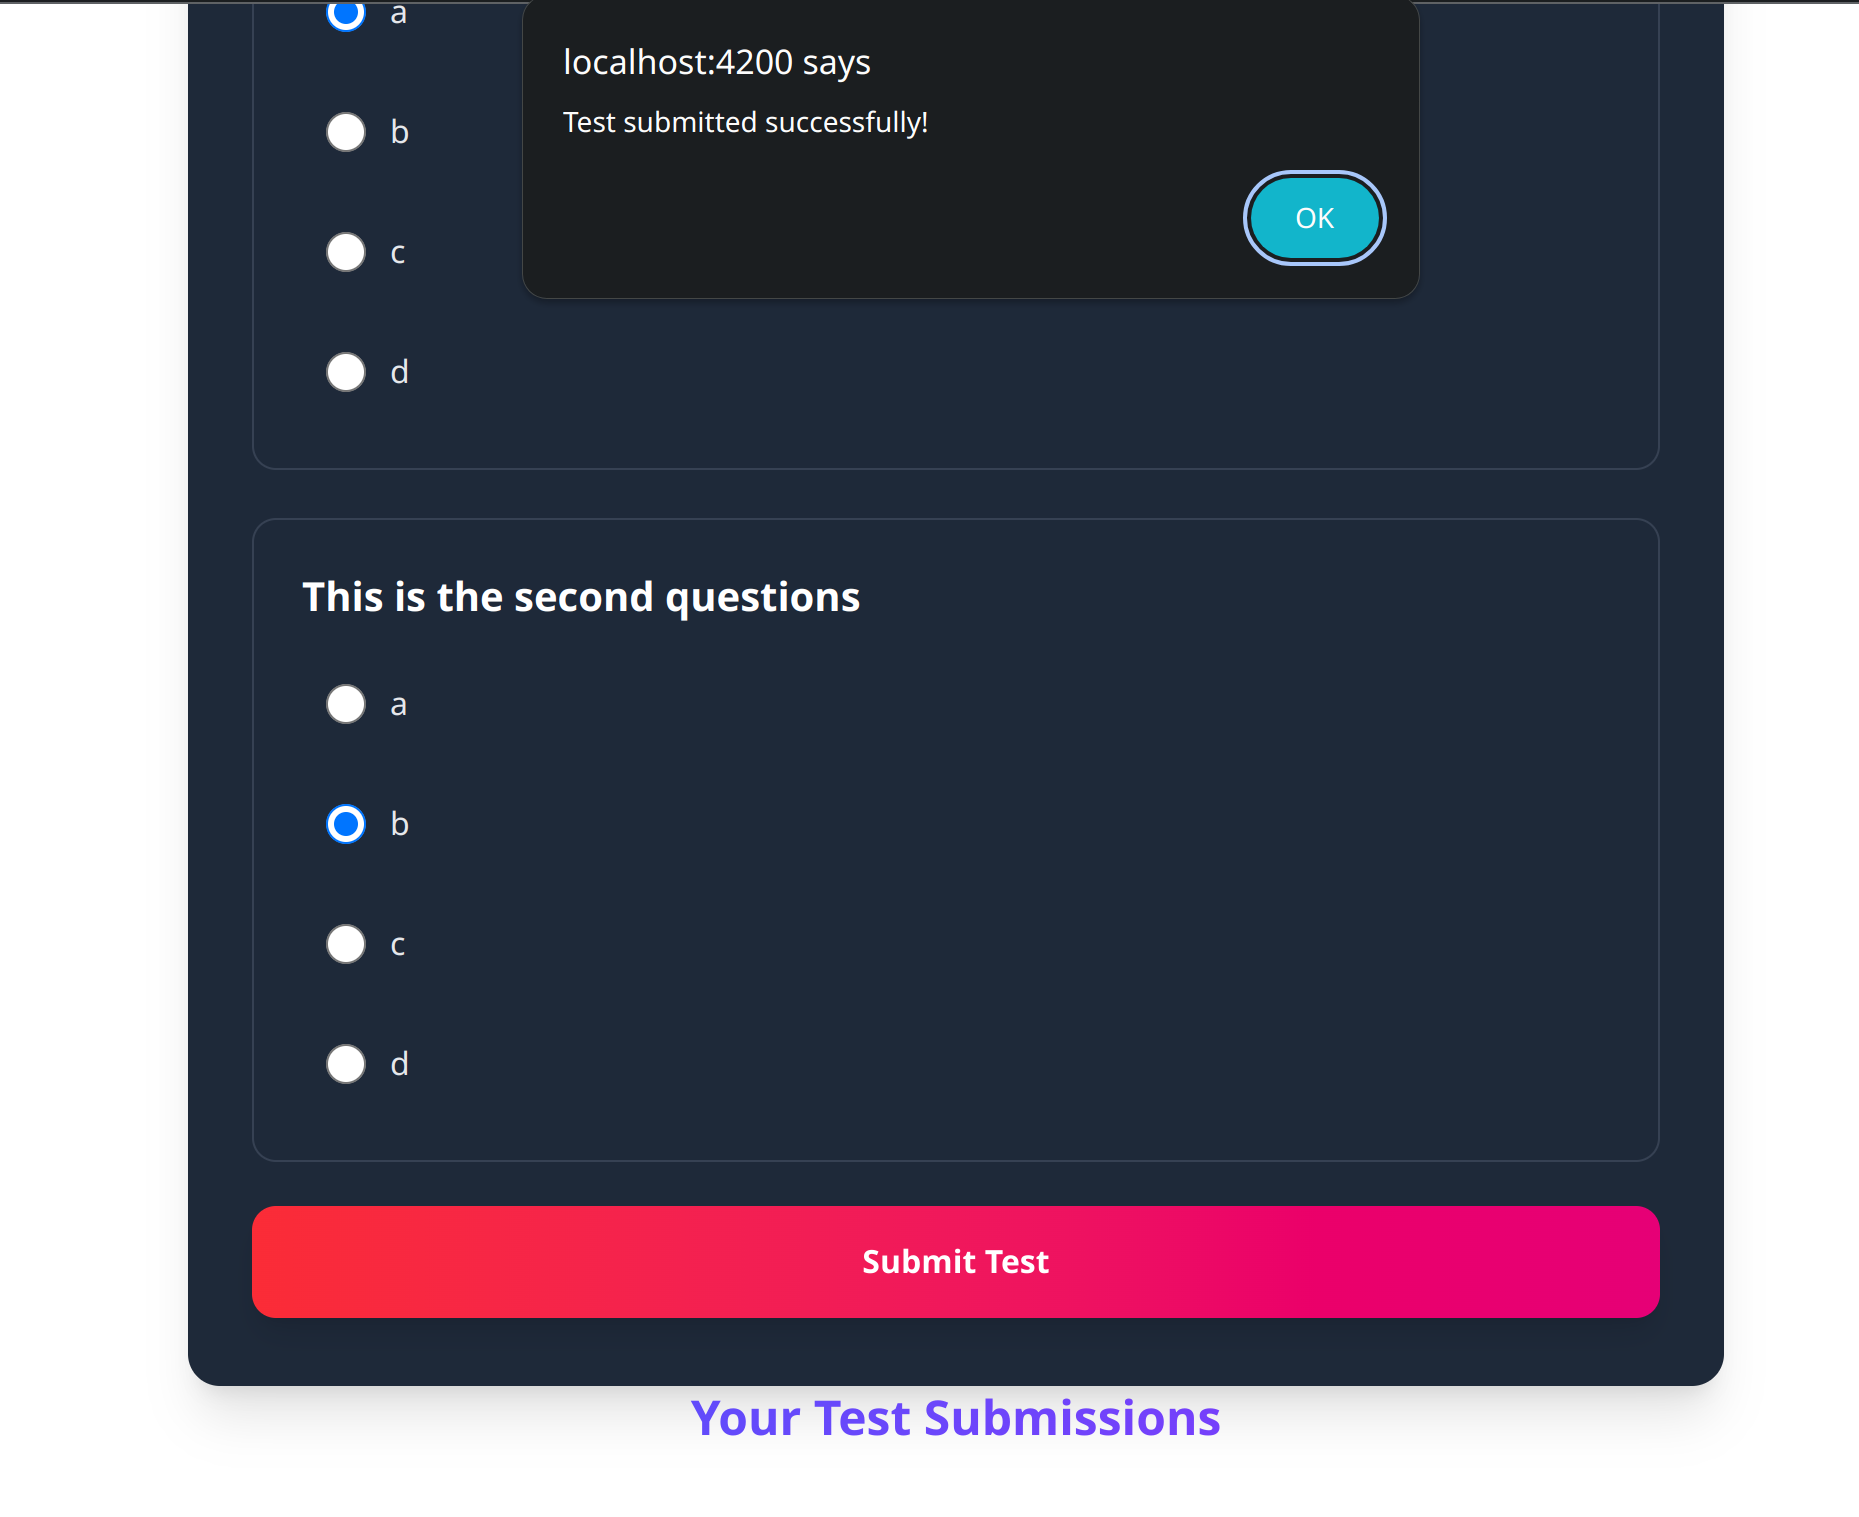 a
localhost:4200 says
Test submitted successfully!
OK
b
c
d
This is the second questions
a
b
c
d
Submit Test
Your Test Submissions